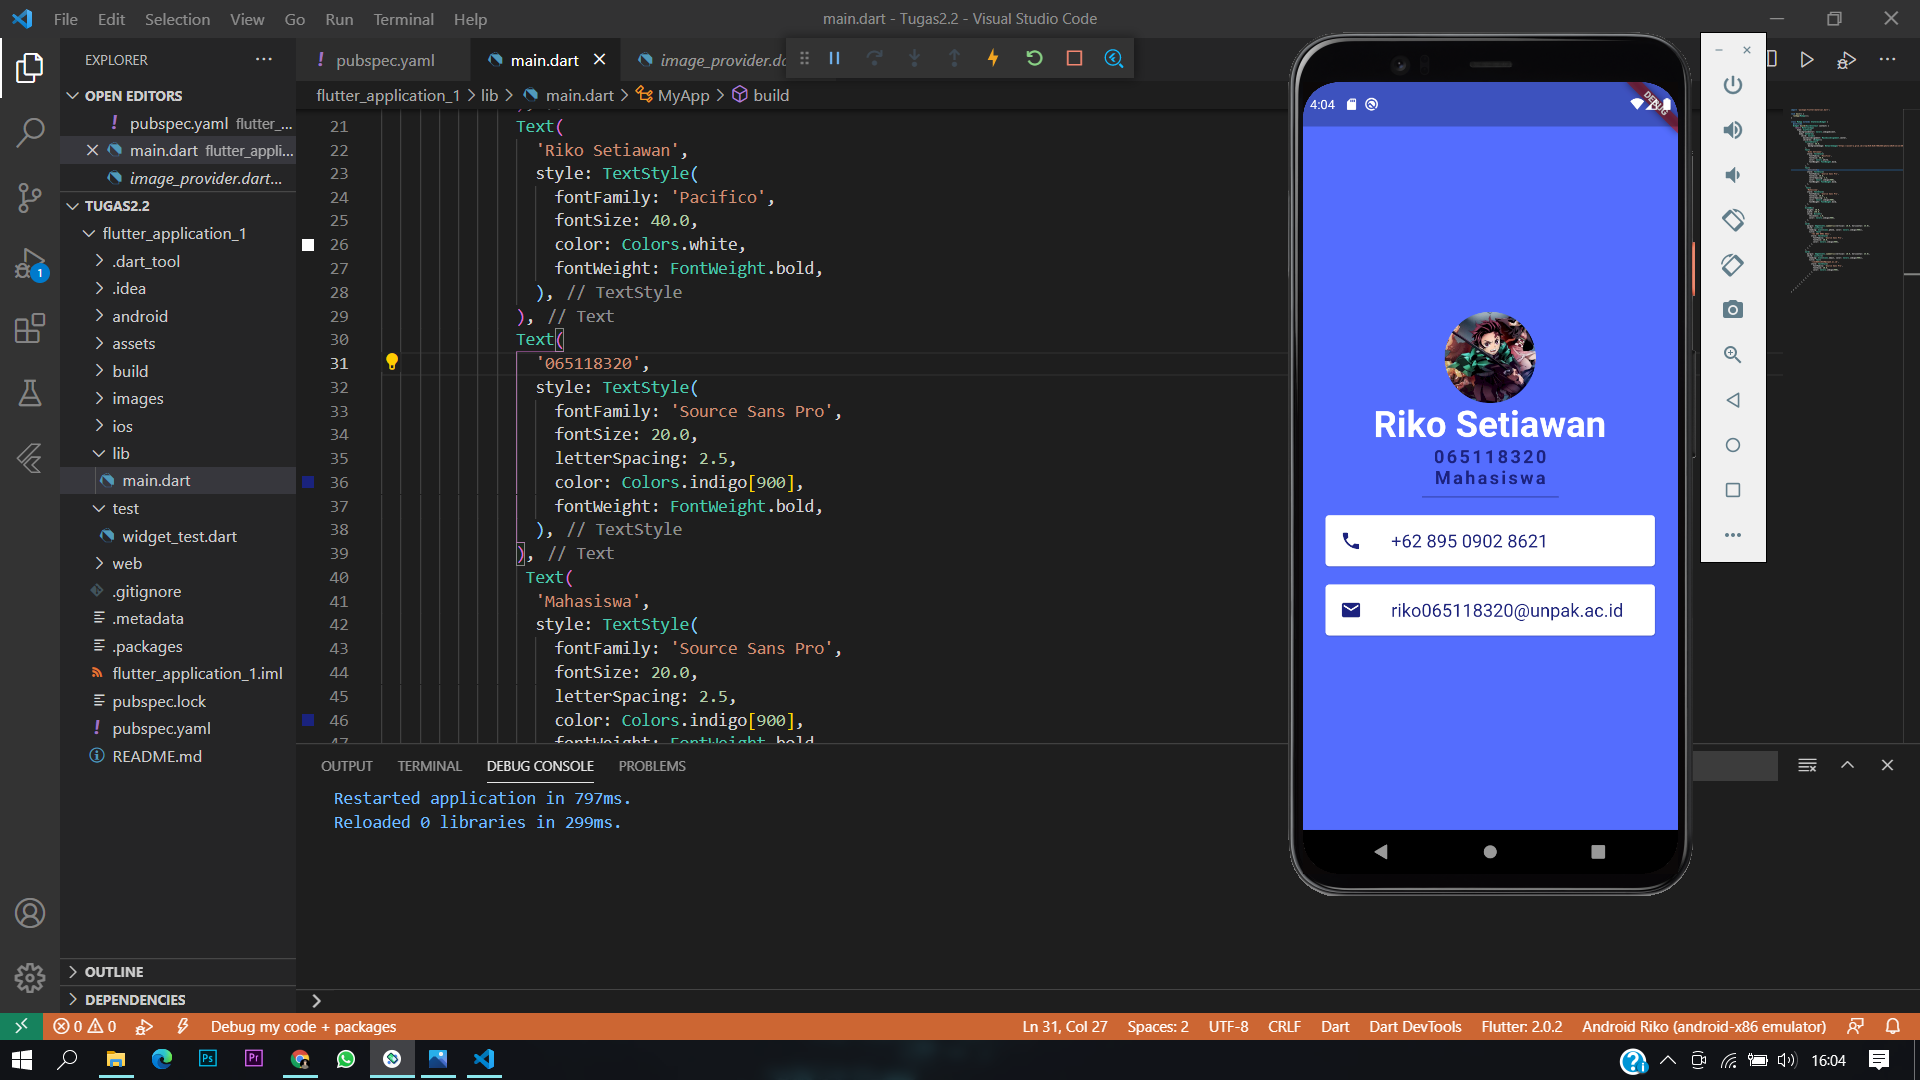 File Edit Selection View Go Run Terminal Help
main.dart - Tugas2.2 - Visual Studio Code
EXPLORER
OPEN EDITORS
! pubspec.yaml flutter_...
main.dart flutter_appli...
image_provider.dart...
TUGAS2.2
flutter_application_1
.dart_tool
.idea
android
assets
build
images
ios
lib
main.dart
test
widget_test.dart
web
.gitignore
.metadata
.packages
flutter_application_1.iml
pubspec.lock
! pubspec.yaml
README.md
OUTLINE
DEPENDENCIES
1
! pubspec.yaml
main.dart
image_provider.da
flutter_application_1 > lib > main.dart > MyApp > build
21 Text(
22 'Riko Setiawan',
23 style: TextStyle(
24 fontFamily: 'Pacifico',
25 fontSize: 40.0,
26 color: Colors.white,
27 fontWeight: FontWeight.bold,
28 ), // TextStyle
29 ), // Text
30 Text(
31 '065118320',
32 style: TextStyle(
33 fontFamily: 'Source Sans Pro',
34 fontSize: 20.0,
35 letterSpacing: 2.5,
36 color: Colors.indigo[900],
37 fontWeight: FontWeight.bold,
38 ), // TextStyle
39 ), // Text
40 Text(
41 'Mahasiswa',
42 style: TextStyle(
43 fontFamily: 'Source Sans Pro',
44 fontSize: 20.0,
45 letterSpacing: 2.5,
46 color: Colors.indigo[900],
47 fontWeight: FontWeight.bold
OUTPUT TERMINAL DEBUG CONSOLE PROBLEMS
Restarted application in 797ms.
Reloaded 0 libraries in 299ms.
4:04
DEBUG
Riko Setiawan
065118320
Mahasiswa
+62 895 0902 8621
riko065118320@unpak.ac.id
0 0 Debug my code + packages
Ln 31, Col 27 Spaces: 2 UTF-8 CRLF Dart Dart DevTools Flutter: 2.0.2 Android Riko (android-x86 emulator)
Ps
Pr
16:04